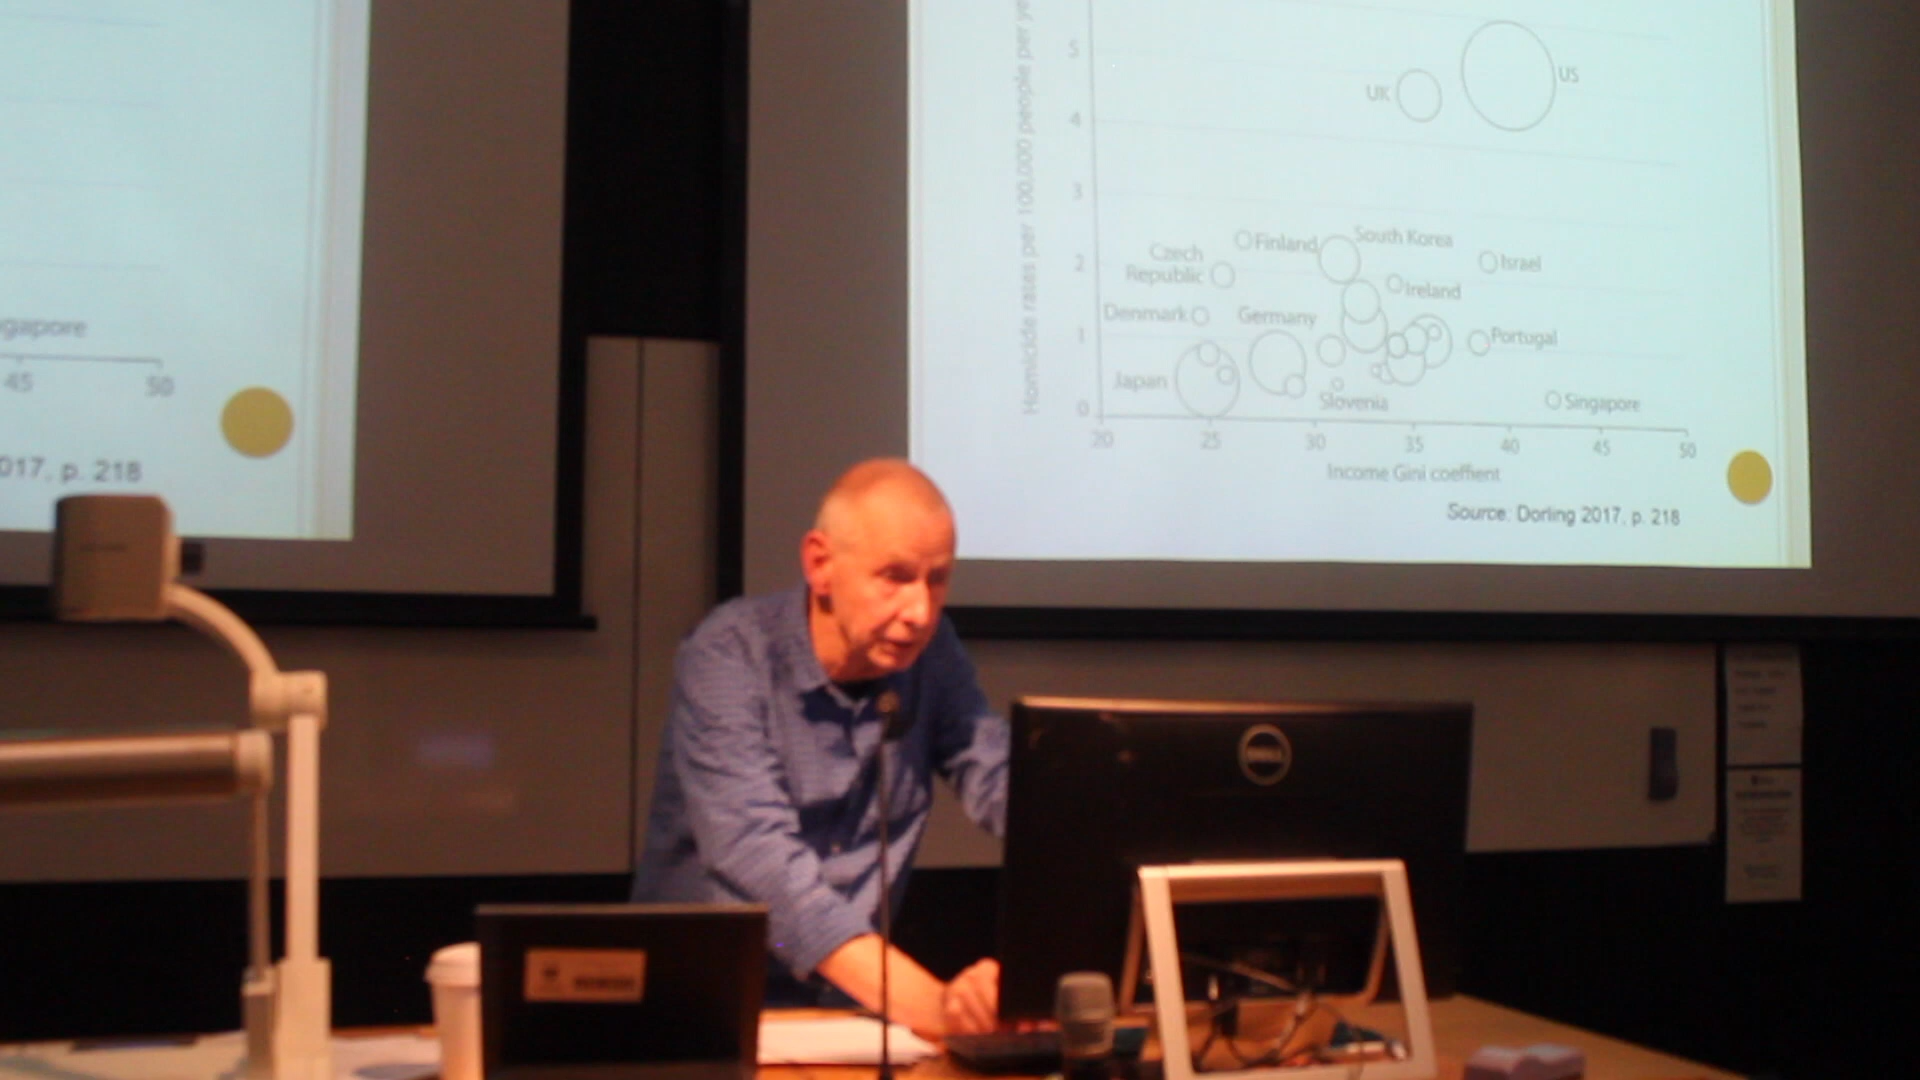 gapore
45
50
017, p. 218
Homicide rates per 100,000 people per ye
5
4
3
2
1
0
US
UK
Finland
South Korea
Czech
Republic
Israel
Ireland
Denmark
Germany
Portugal
Japan
Slovenia
Singapore
20 25 30 35 40 45 50
Income Gini coeffient
Source: Dorling 2017, p. 218
DELL